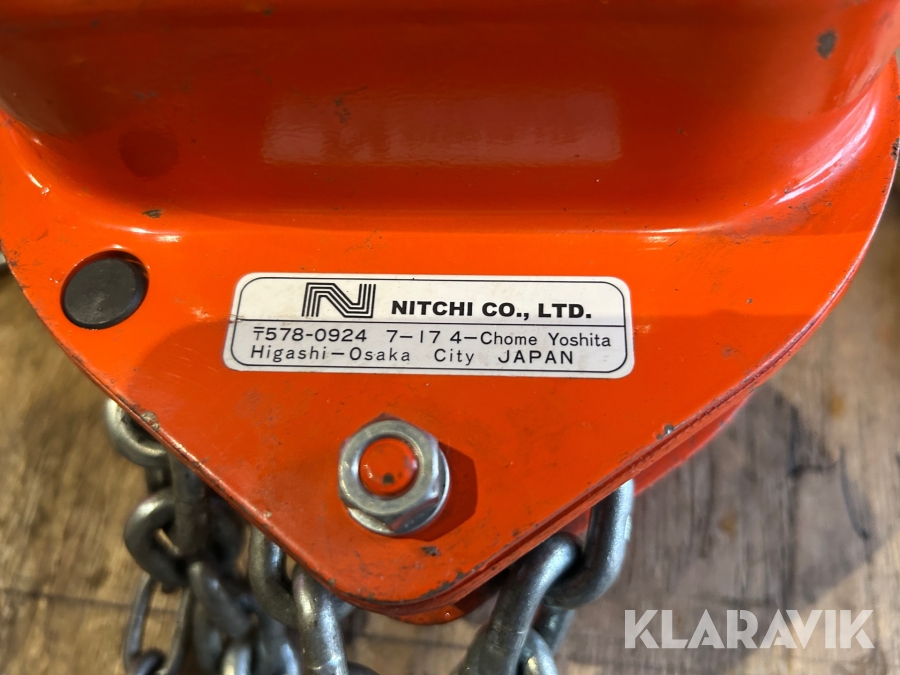 N NITCHI CO., LTD.
〒578-0924 7-17 4-Chome Yoshita
Higashi-Osaka City JAPAN
KLARAVIK